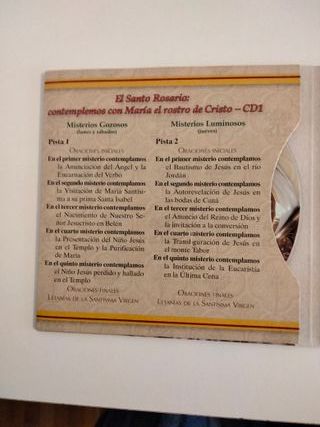 El Santo Rosario:
contemplemos con María el rostro de Cristo – CD1
Misterios Gozosos
(lunes y sábados)
Pista 1
Oraciones iniciales
En el primer misterio contemplamos
la Anunciación del Angel y la
Encarnación del Verbo
En el segundo misterio contemplamos
la Visitación de María Santísi-
ma a su prima Santa Isabel
En el tercer misterio contemplamos
el Nacimiento de Nuestro Se-
ñor Jesucristo en Belén
En el cuarto misterio contemplamos
la Presentación del Niño Jesús
en el Templo y la Purificación
de María
En el quinto misterio contemplamos
el Niño Jesús perdido y hallado
en el Templo
Oraciones finales
Letanías de la Santísima Virgen
Misterios Luminosos
(jueves)
Pista 2
Oraciones iniciales
En el primer misterio contemplamos
el Bautismo de Jesús en el río
Jordán
En el segundo misterio contemplamos
la Autorevelación de Jesús en
las bodas de Caná
En el tercer misterio contemplamos
el Anuncio del Reino de Dios y
la invitación a la conversión
En el cuarto misterio contemplamos
la Transfiguración de Jesús en
el monte Tabor
En el quinto misterio contemplamos
la Institución de la Eucaristía
en la Última Cena
Oraciones finales
Letanías de la Santísima Virgen